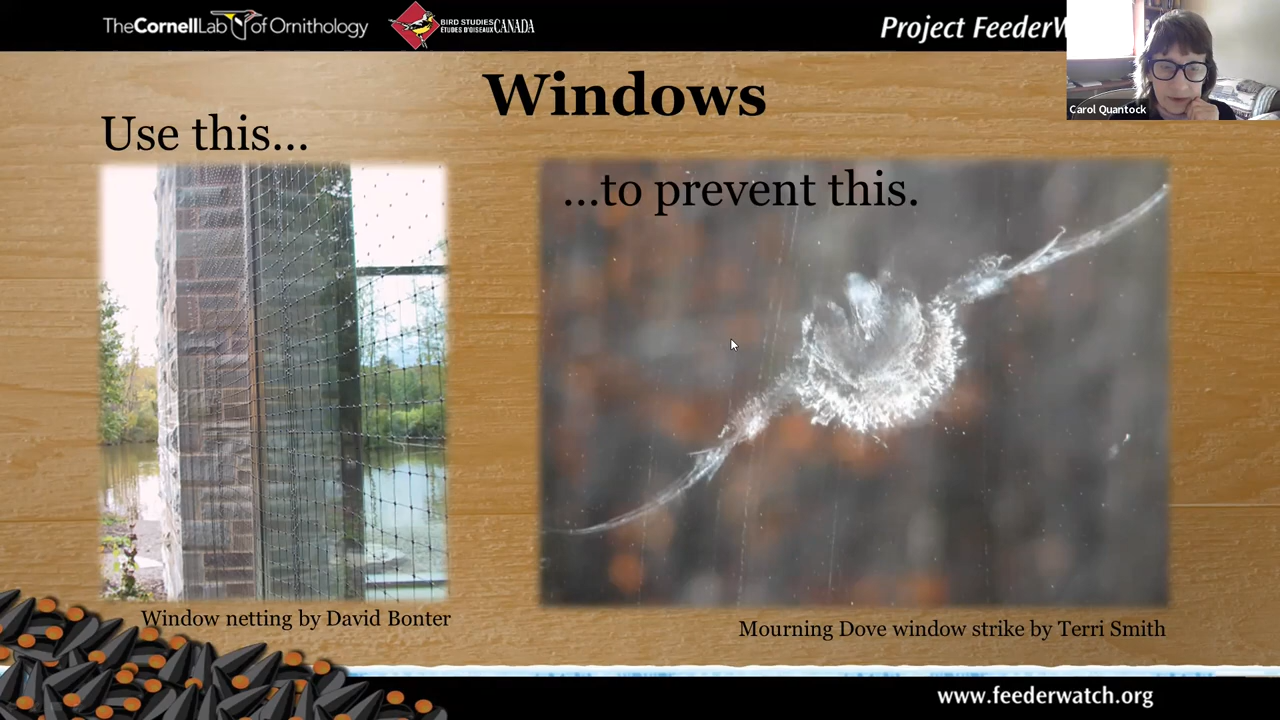 TheCornellLab of Ornithology
BIRD STUDIES
ÉTUDES D'OISEAUX CANADA
Project FeederW
Carol Quantock
Windows
Use this...
...to prevent this.
Window netting by David Bonter
Mourning Dove window strike by Terri Smith
www.feederwatch.org